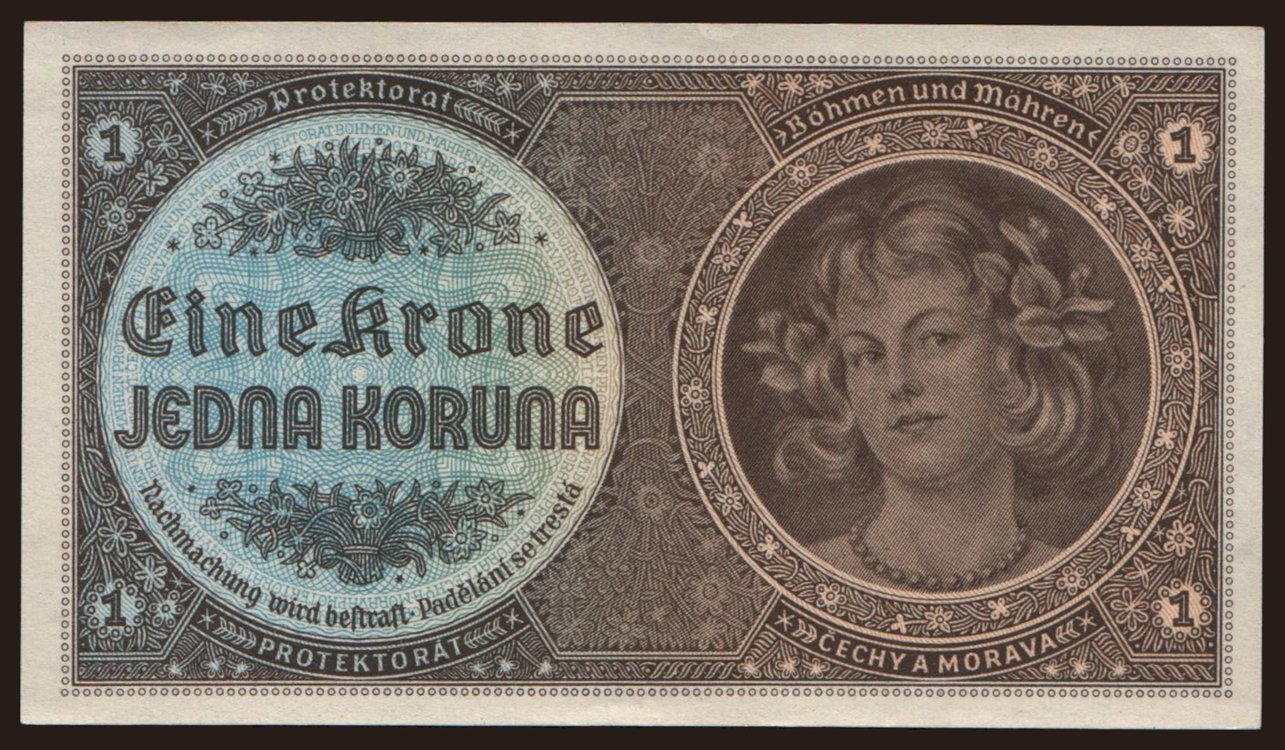 Protektorat
Böhmen und Mähren
1
1
Eine Krone
JEDNA KORUNA
Nachmachung wird bestraft · Padělání se trestá
1
1
PROTEKTORÁT
ČECHY A MORAVA